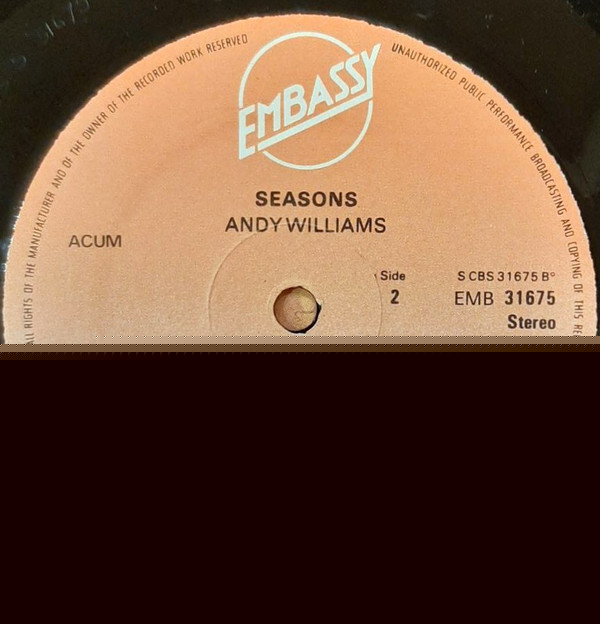 ALL RIGHTS OF THE MANUFACTURER AND OF THE OWNER OF THE RECORDED WORK RESERVED
UNAUTHORIZED PUBLIC PERFORMANCE BROADCASTING AND COPYING OF THIS
EMBASSY
SEASONS
ANDY WILLIAMS
ACUM
Side
2
S CBS 31675 B°
EMB 31675
Stereo